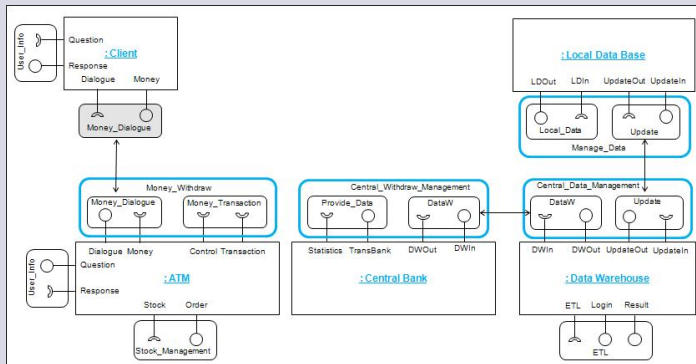 User_Info
Question
Response
: Client
Dialogue Money
Money_Dialogue
: Local Data Base
LDOut LDIn UpdateOut UpdateIn
Local_Data Update
Manage_Data
Money_Withdraw
Money_Dialogue Money_Transaction
Dialogue Money Control Transaction
User_Info
Question
Response
: ATM
Stock Order
Stock_Management
Central_Withdraw_Management
Provide_Data DataW
Statistics TransBank DWOut DWIn
: Central Bank
Central_Data_Management
DataW Update
DWIn DWOut UpdateOut UpdateIn
: Data Warehouse
ETL Login Result
ETL